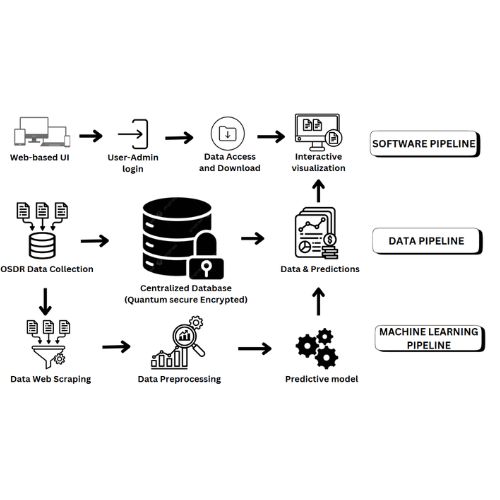 Web-based UI
User-Admin
login
Data Access
and Download
Interactive
visualization
SOFTWARE PIPELINE
OSDR Data Collection
Centralized Database
(Quantum secure Encrypted)
Data & Predictions
DATA PIPELINE
Data Web Scraping
Data Preprocessing
Predictive model
MACHINE LEARNING
PIPELINE